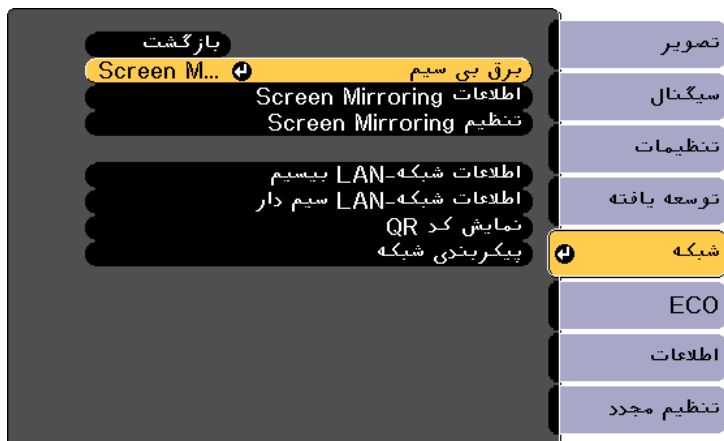 بازگشت
برق بی سیم Screen M...
اطلاعات Screen Mirroring
تنظیم Screen Mirroring
اطلاعات شبکه-LAN بیسیم
اطلاعات شبکه-LAN سیم دار
نمایش کد QR
پیکربندی شبکه
تصویر
سیگنال
تنظیمات
توسعه یافته
شبکه
ECO
اطلاعات
تنظیم مجدد